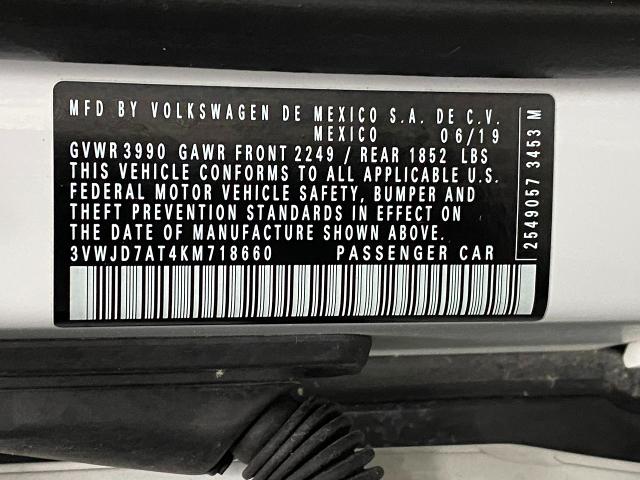 MFD BY VOLKSWAGEN DE MEXICO S.A. DE C.V.
MEXICO 06/19
GVWR 3990 GAWR FRONT 2249 / REAR 1852 LBS
THIS VEHICLE CONFORMS TO ALL APPLICABLE U.S.
FEDERAL MOTOR VEHICLE SAFETY, BUMPER AND
THEFT PREVENTION STANDARDS IN EFFECT ON
THE DATE OF MANUFACTURE SHOWN ABOVE.
3VWJD7AT4KM718660 PASSENGER CAR
2549057 3453 M